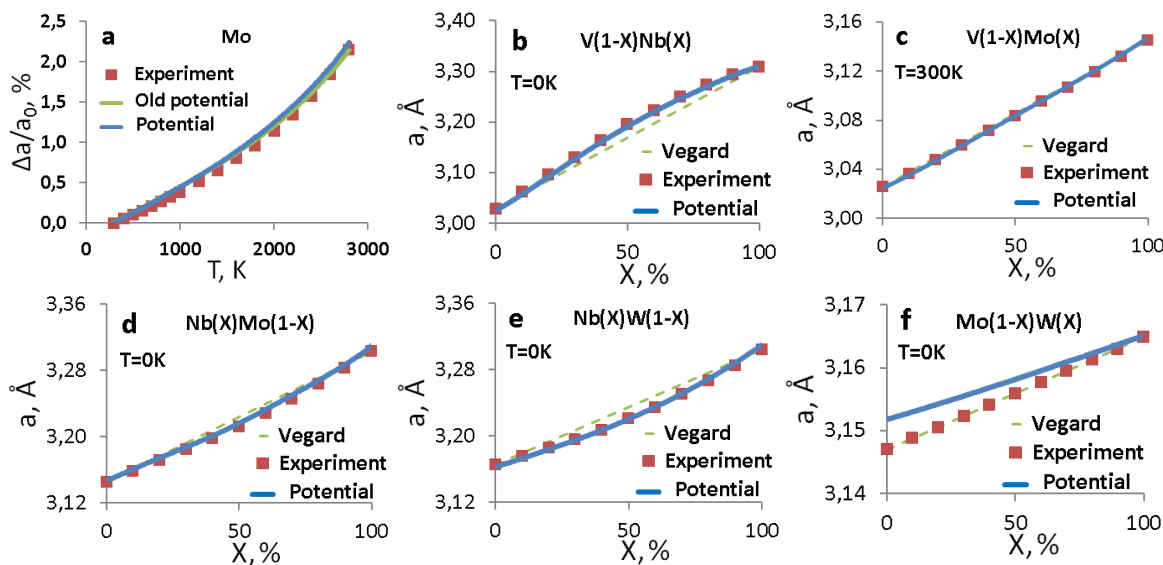 a
Mo
2,5
2,0
1,5
1,0
0,5
0,0
Δa/a₀, %
Experiment
Old potential
Potential
0
1000
2000
3000
T, K
b
V(1-X)Nb(X)
T=0K
3,30
3,20
3,10
3,00
a, Å
Vegard
Experiment
Potential
0
50
100
X, %
c
V(1-X)Mo(X)
T=300K
3,16
3,12
3,08
3,04
3,00
a, Å
Vegard
Experiment
Potential
0
50
100
X, %
d
Nb(X)Mo(1-X)
T=0K
3,36
3,28
3,20
3,12
a, Å
Vegard
Experiment
Potential
0
50
100
X, %
e
Nb(X)W(1-X)
T=0K
3,36
3,28
3,20
3,12
a, Å
Vegard
Experiment
Potential
0
50
100
X, %
f
Mo(1-X)W(X)
T=0K
3,17
3,16
3,15
3,14
a, Å
Vegard
Experiment
Potential
0
50
100
X, %